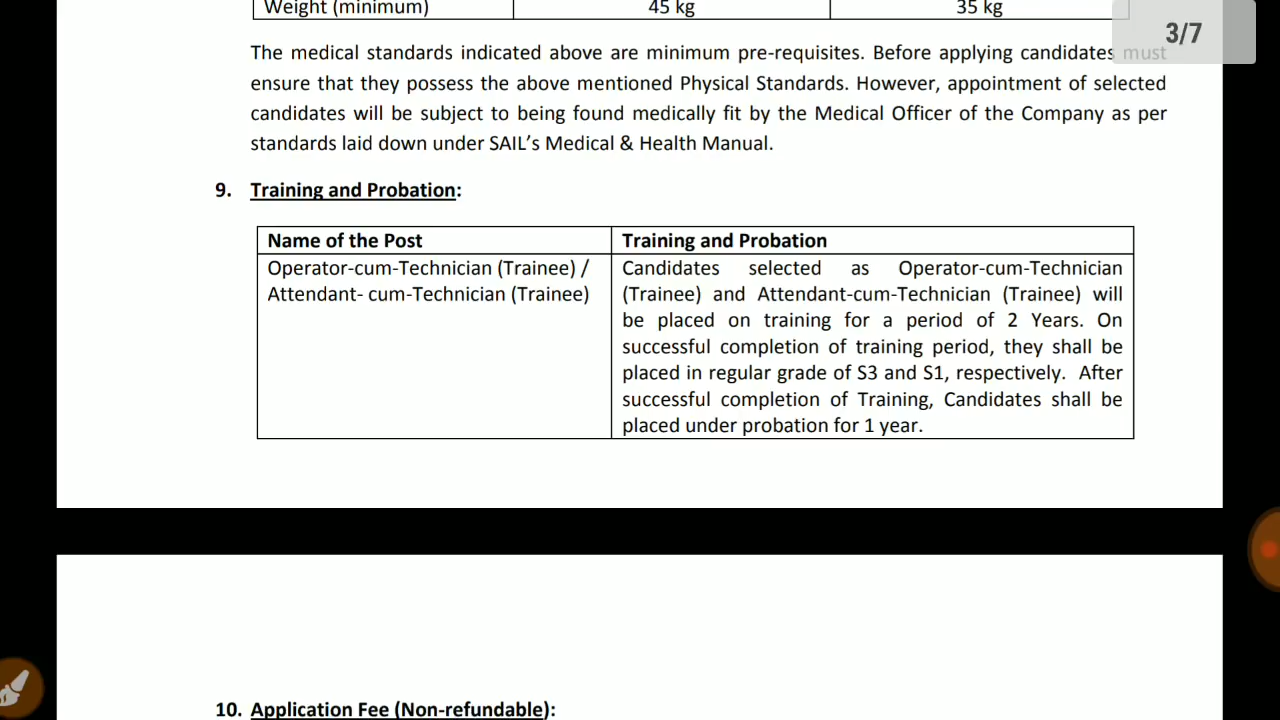 Weight (minimum) 45 kg 35 kg
3/7
The medical standards indicated above are minimum pre-requisites. Before applying candidates must
ensure that they possess the above mentioned Physical Standards. However, appointment of selected
candidates will be subject to being found medically fit by the Medical Officer of the Company as per
standards laid down under SAIL’s Medical & Health Manual.
9. Training and Probation:
Name of the Post
Operator-cum-Technician (Trainee) /
Attendant- cum-Technician (Trainee)
Training and Probation
Candidates selected as Operator-cum-Technician
(Trainee) and Attendant-cum-Technician (Trainee) will
be placed on training for a period of 2 Years. On
successful completion of training period, they shall be
placed in regular grade of S3 and S1, respectively. After
successful completion of Training, Candidates shall be
placed under probation for 1 year.
10. Application Fee (Non-refundable):